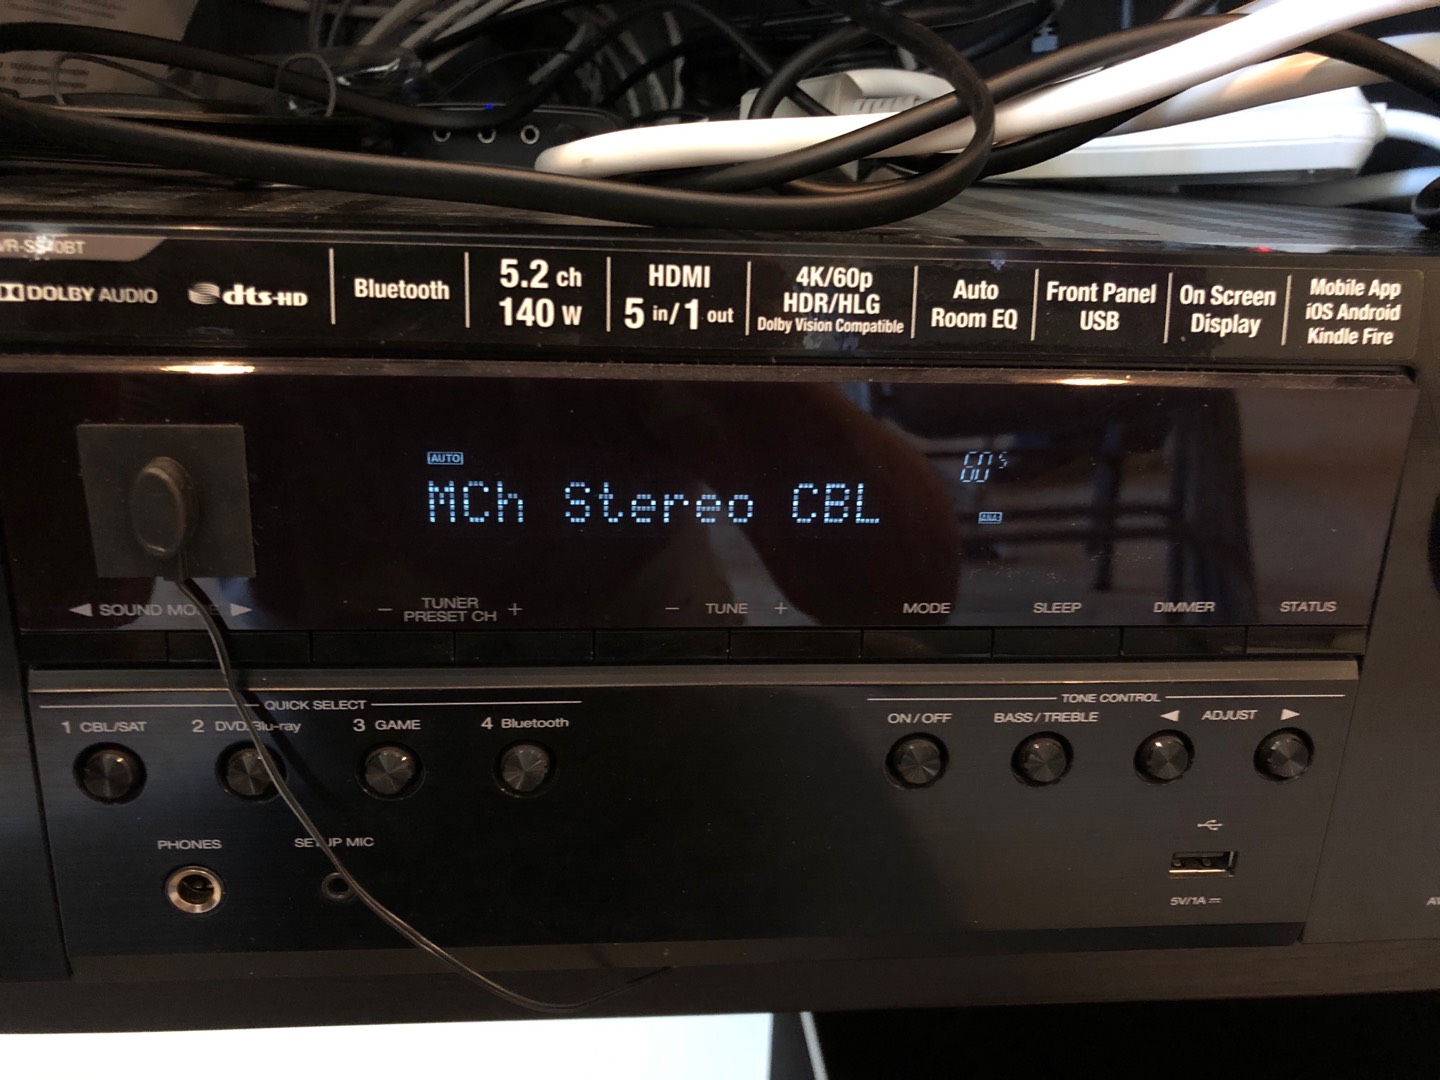 DOLBY AUDIO
dts-HD
Bluetooth
5.2 ch
140 W
HDMI
5 in/1 out
4K/60p
HDR/HLG
Dolby Vision Compatible
Auto
Room EQ
Front Panel
USB
On Screen
Display
Mobile App
iOS Android
Kindle Fire
AUTO
60 s
MCh Stereo CBL
ANA
SOUND
TUNER
PRESET CH
− +
− TUNE +
MODE
SLEEP
DIMMER
STATUS
QUICK SELECT
1 CBL/SAT
2 DVD/Blu-ray
3 GAME
4 Bluetooth
TONE CONTROL
ON/OFF
BASS/TREBLE
ADJUST
PHONES
SETUP MIC
5V/1A